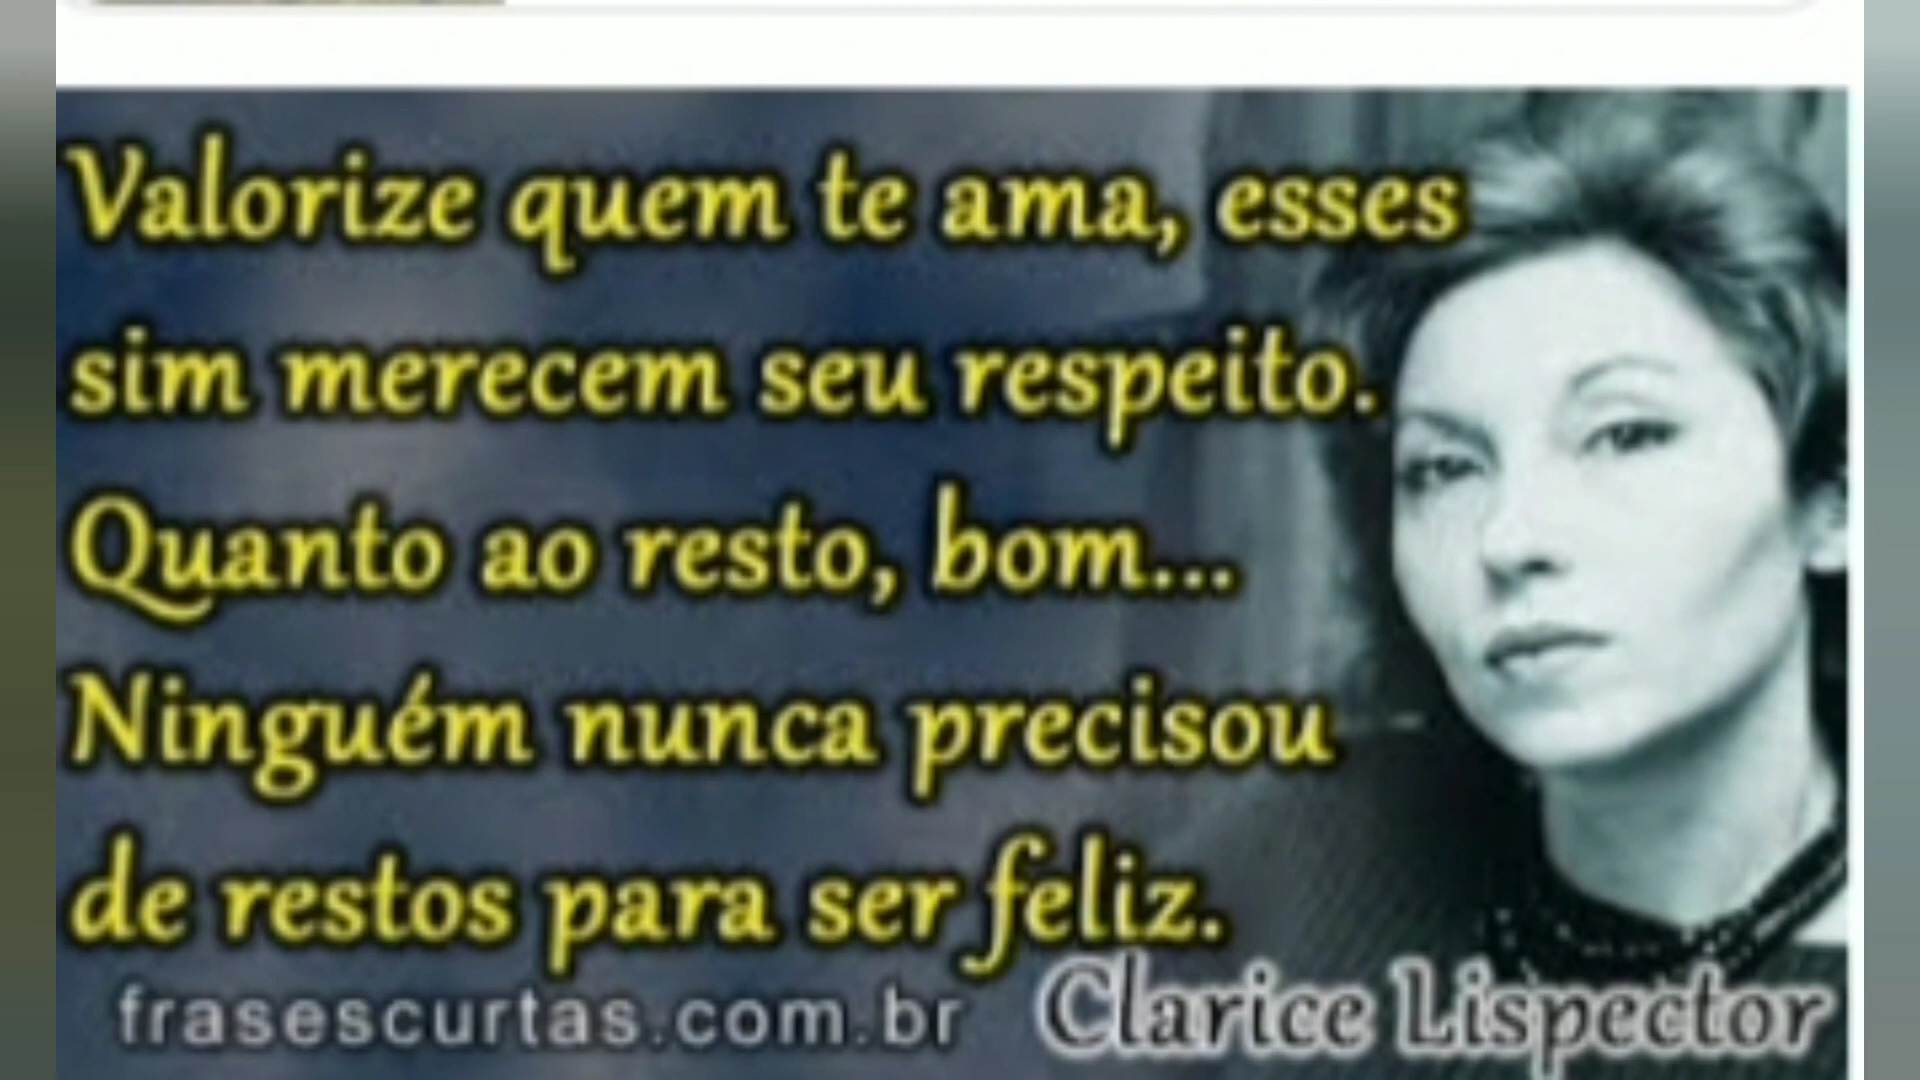 Valorize quem te ama, esses
sim merecem seu respeito.
Quanto ao resto, bom...
Ninguém nunca precisou
de restos para ser feliz.
frasescurtas.com.br Clarice Lispector